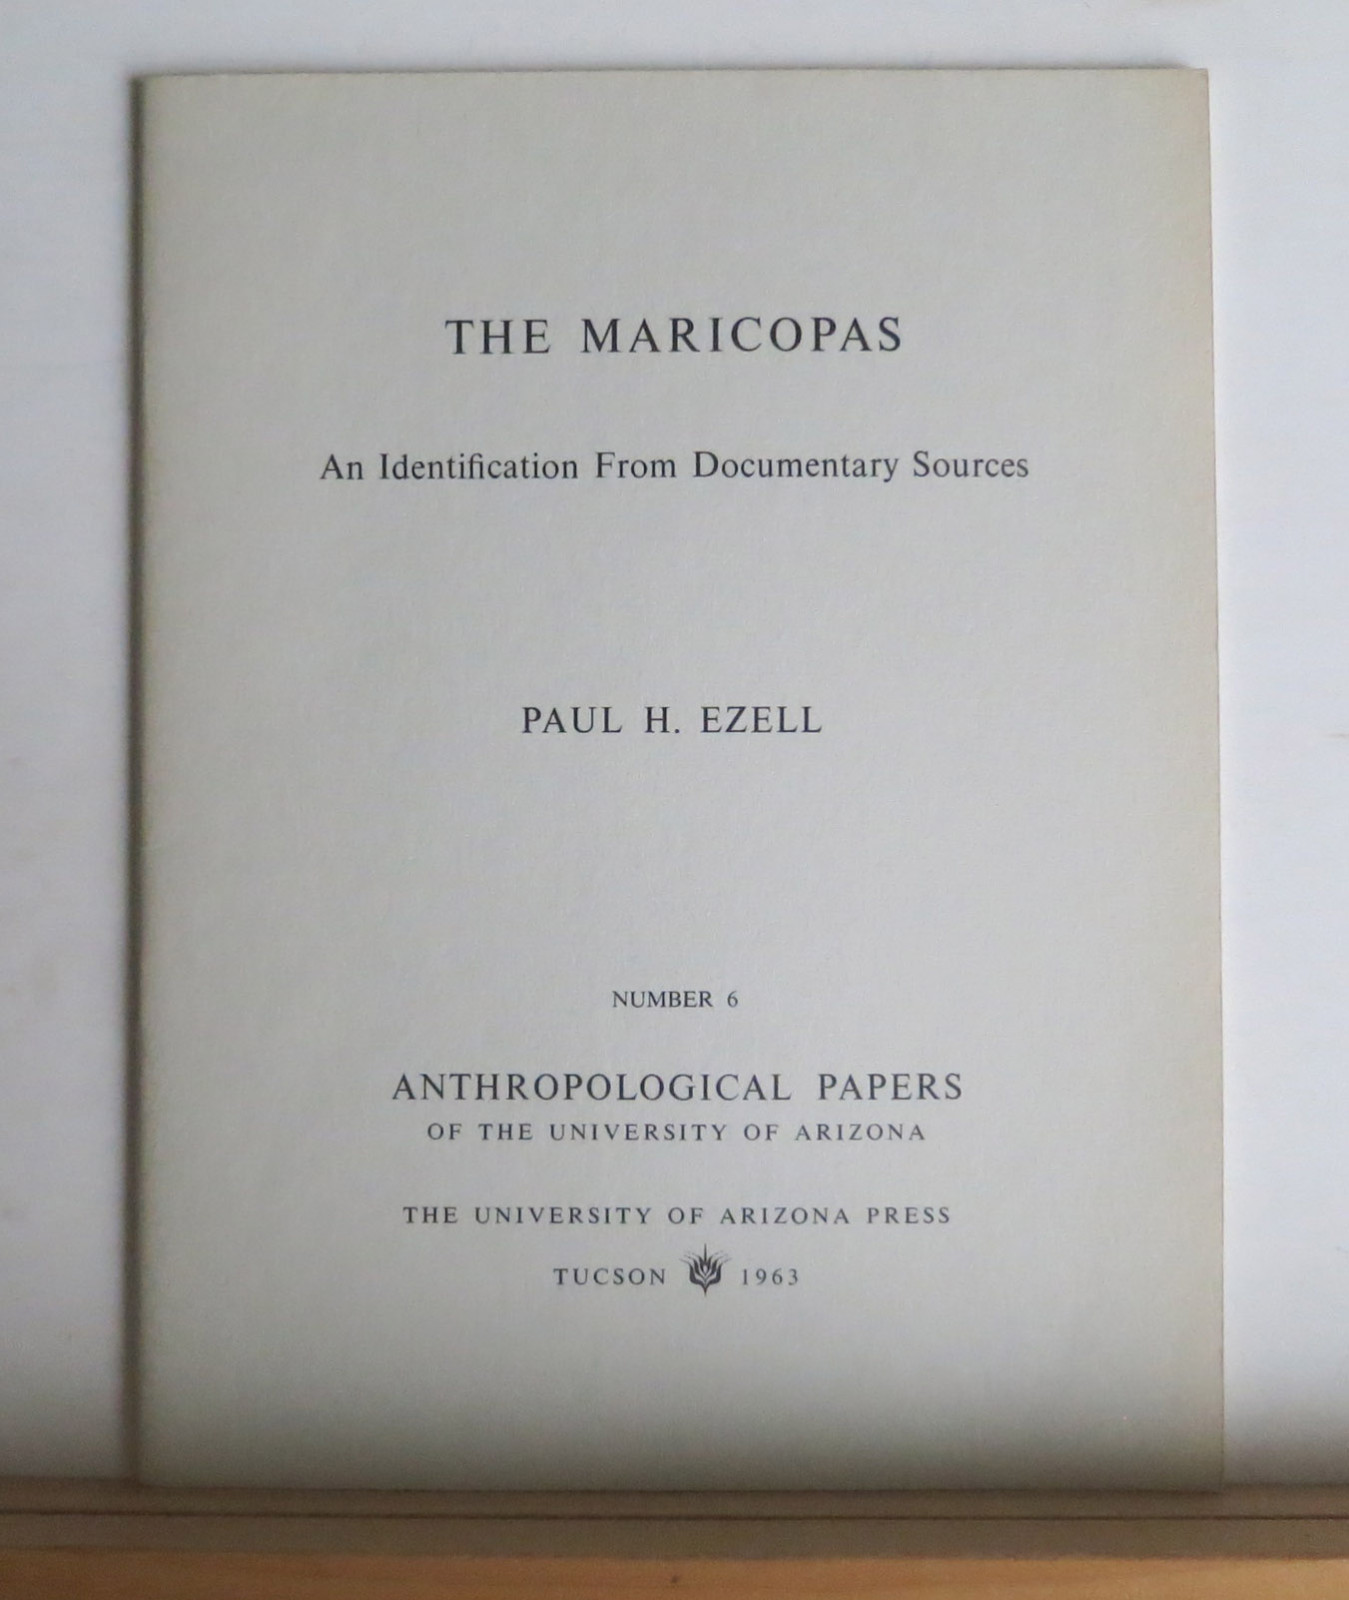 THE MARICOPAS
An Identification From Documentary Sources
PAUL H. EZELL
NUMBER 6
ANTHROPOLOGICAL PAPERS
OF THE UNIVERSITY OF ARIZONA
THE UNIVERSITY OF ARIZONA PRESS
TUCSON 1963